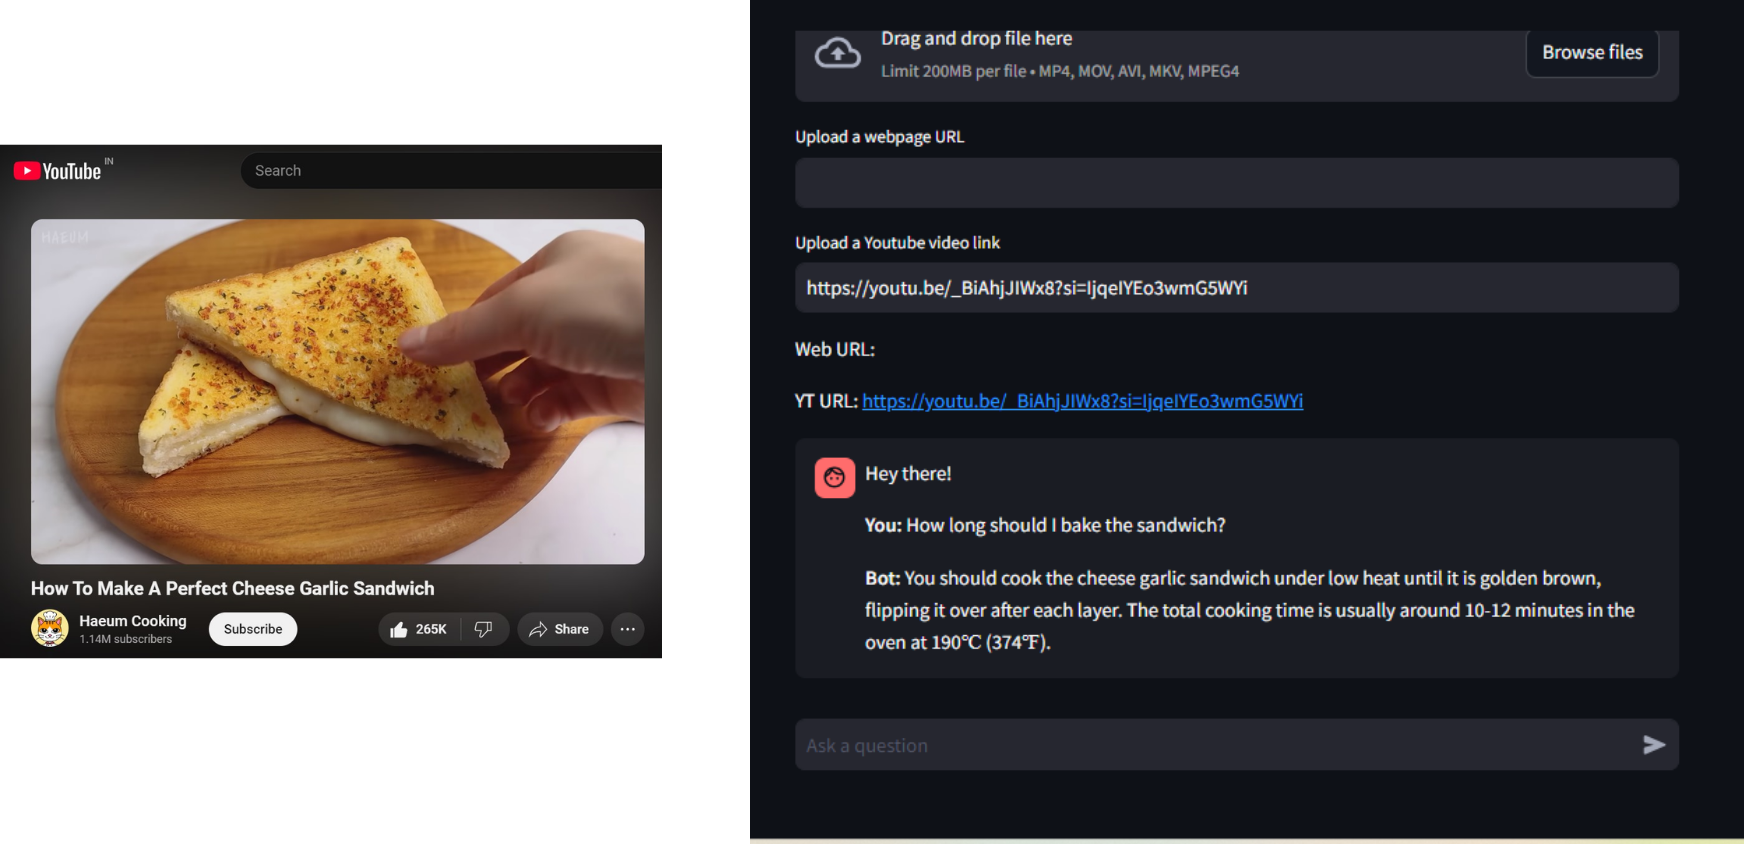 YouTube IN
Search
HAEUM
How To Make A Perfect Cheese Garlic Sandwich
Haeum Cooking
1.14M subscribers
Subscribe
265K
Share
Drag and drop file here
Limit 200MB per file • MP4, MOV, AVI, MKV, MPEG4
Browse files
Upload a webpage URL
Upload a Youtube video link
https://youtu.be/_BiAhjJIWx8?si=IjqeIYEo3wmG5WYi
Web URL:
YT URL: https://youtu.be/_BiAhjJIWx8?si=IjqeIYEo3wmG5WYi
Hey there!
You: How long should I bake the sandwich?
Bot: You should cook the cheese garlic sandwich under low heat until it is golden brown,
flipping it over after each layer. The total cooking time is usually around 10-12 minutes in the
oven at 190℃ (374℉).
Ask a question